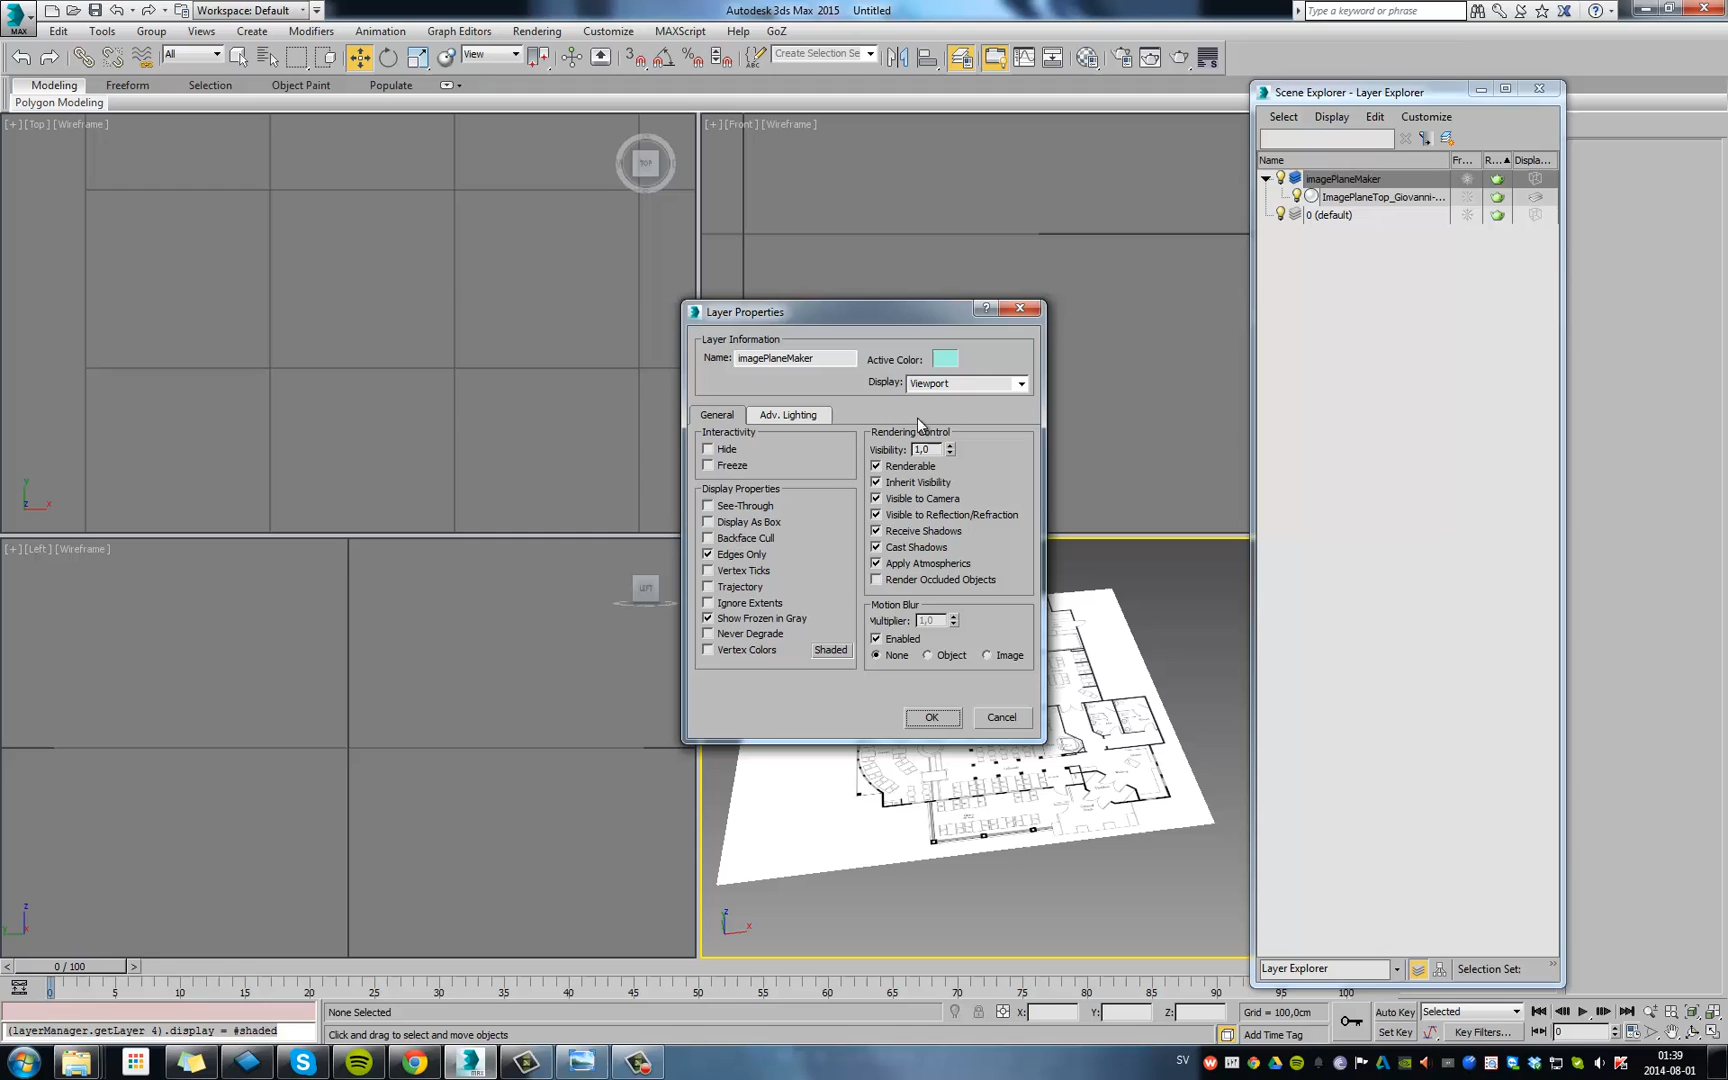 Workspace: Default
Autodesk 3ds Max 2015 Untitled
Type a keyword or phrase
MAX
Edit Tools Group Views Create Modifiers Animation Graph Editors Rendering Customize MAXScript Help GoZ
All
View
Create Selection Se
Modeling Freeform Selection Object Paint Populate
Polygon Modeling
[+] [Top] [Wireframe]
TOP
[+] [Front] [Wireframe]
[+] [Left] [Wireframe]
LEFT
Scene Explorer - Layer Explorer
Select Display Edit Customize
Name Fr... R... Displa...
imagePlaneMaker
ImagePlaneTop_Giovanni-...
0 (default)
Layer Explorer
Selection Set:
Layer Properties
Layer Information
Name: imagePlaneMaker
Active Color:
Display: Viewport
General Adv. Lighting
Interactivity
Hide
Freeze
Display Properties
See-Through
Display As Box
Backface Cull
Edges Only
Vertex Ticks
Trajectory
Ignore Extents
Show Frozen in Gray
Never Degrade
Vertex Colors Shaded
Rendering Control
Visibility: 1,0
Renderable
Inherit Visibility
Visible to Camera
Visible to Reflection/Refraction
Receive Shadows
Cast Shadows
Apply Atmospherics
Render Occluded Objects
Motion Blur
Multiplier: 1,0
Enabled
None Object Image
OK Cancel
z
x
y
0 / 100
0 5 10 15 20 25 30 35 40 45 50 55 60 65 70 75 80 85 90 95 100
None Selected
X: Y: Z: Grid = 100,0cm
Auto Key Selected
(layerManager.getLayer 4).display = #shaded
Click and drag to select and move objects
Add Time Tag
Set Key Key Filters...
0
SV
01:39
2014-08-01